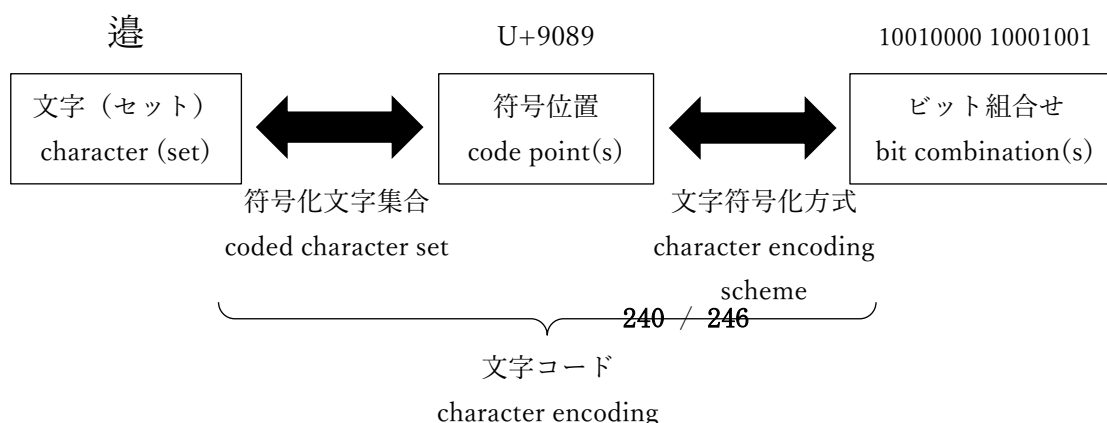 邉
U+9089
10010000 10001001
文字（セット）
character (set)
符号位置
code point(s)
ビット組合せ
bit combination(s)
符号化文字集合
coded character set
文字符号化方式
character encoding
scheme
240 / 246
文字コード
character encoding